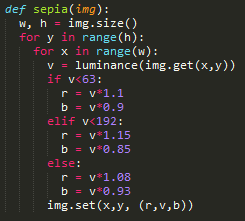 def sepia(img):
    w, h = img.size()
    for y in range(h):
        for x in range(w):
            v = luminance(img.get(x,y))
            if v<63:
                r = v*1.1
                b = v*0.9
            elif v<192:
                r = v*1.15
                b = v*0.85
            else:
                r = v*1.08
                b = v*0.93
            img.set(x,y, (r,v,b))